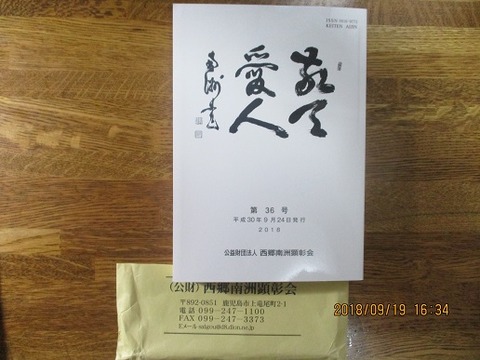 敬天
愛人
南洲書
第 36 号
平成30年9月24日発行
2018
公益財団法人 西郷南洲顕彰会
(公財) 西郷南洲顕彰会
〒892-0851 鹿児島市上竜尾町2-1
電話 099-247-1100
FAX 099-247-3373
2018/09/19 16:34